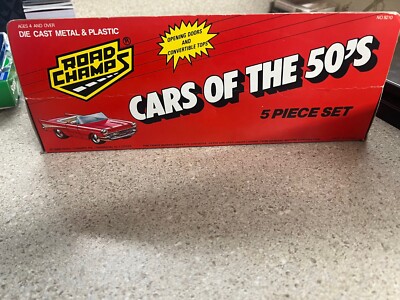 AGES 4 AND OVER
DIE CAST METAL & PLASTIC
ROAD
CHAMPS
®
OPENING DOORS
AND
CONVERTIBLE TOPS
NO. 8210
CARS OF THE 50'S
5 PIECE SET